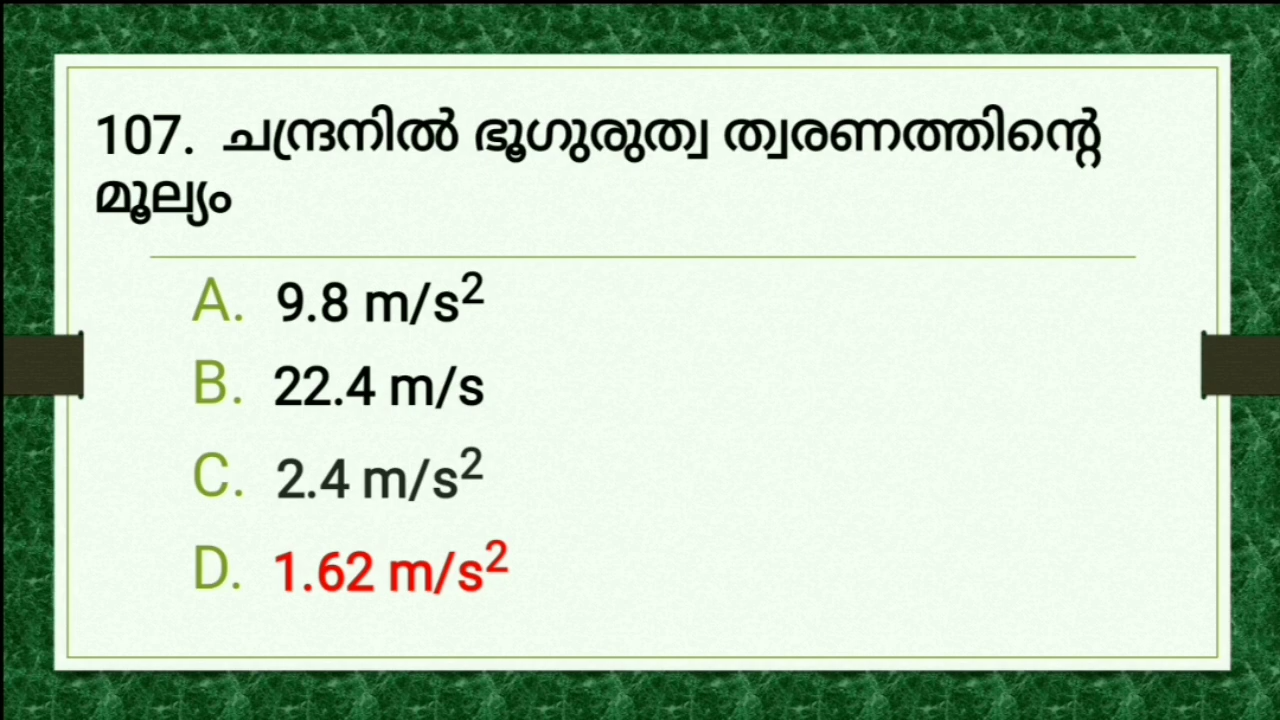 107. ചന്ദ്രനിൽ ഭൂഗുരുത്വ ത്വരണത്തിന്റെ
മൂല്യം
A. 9.8 m/s²
B. 22.4 m/s
C. 2.4 m/s²
D. 1.62 m/s²